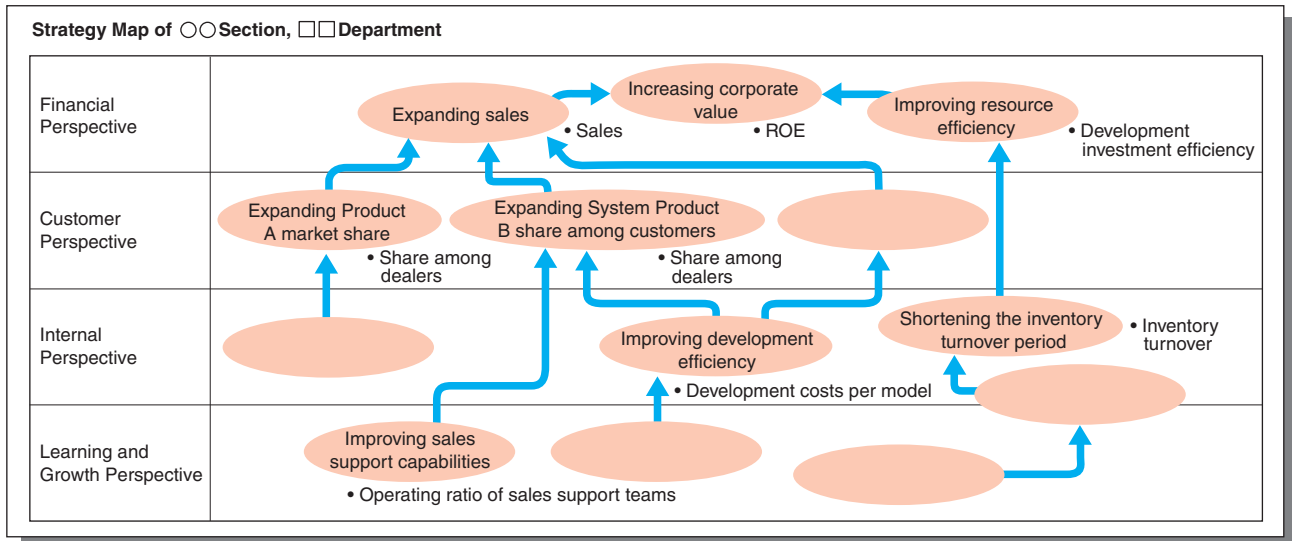 Strategy Map of ○○Section, □□Department
Financial
Perspective
Expanding sales
• Sales
Increasing corporate
value
• ROE
Improving resource
efficiency
• Development
investment efficiency
Customer
Perspective
Expanding Product
A market share
• Share among
dealers
Expanding System Product
B share among customers
• Share among
dealers
Internal
Perspective
Improving development
efficiency
• Development costs per model
Shortening the inventory
turnover period
• Inventory
turnover
Learning and
Growth Perspective
Improving sales
support capabilities
• Operating ratio of sales support teams